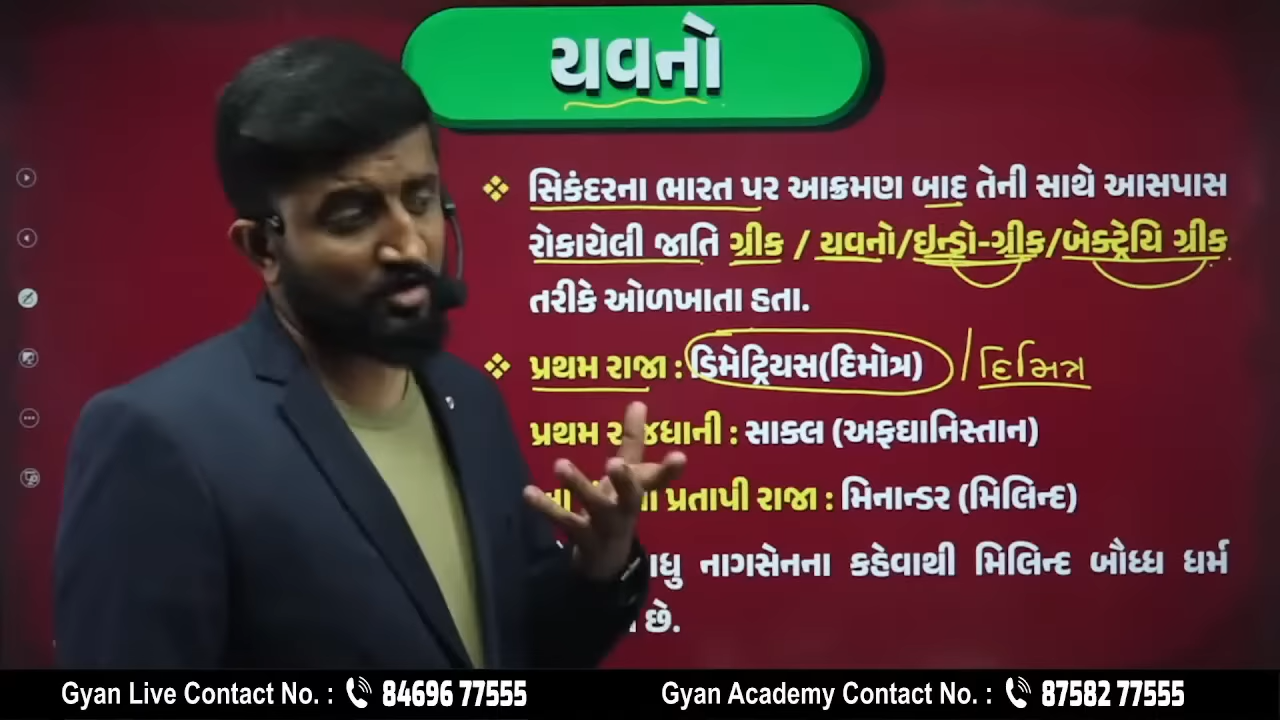 યવનો
સિકંદરના ભારત પર આક્રમણ બાદ તેની સાથે આસપાસ
રોકાયેલી જાતિ ગ્રીક / યવનો/ઇન્ડો-ગ્રીક/બેક્ટ્રેયિ ગ્રીક
તરીકે ઓળખાતા હતા.
પ્રથમ રાજા : ડિમેટ્રિયસ(દિમોત્ર) / દિમિત્ર
પ્રથમ રાજધાની : સાક્લ (અફઘાનિસ્તાન)
પ્રતાપી રાજા : મિનાન્ડર (મિલિન્દ)
નાગસેનના કહેવાથી મિલિન્દ બૌધ્ધ ધર્મ
છે.
Gyan Live Contact No. : 84696 77555
Gyan Academy Contact No. : 87582 77555